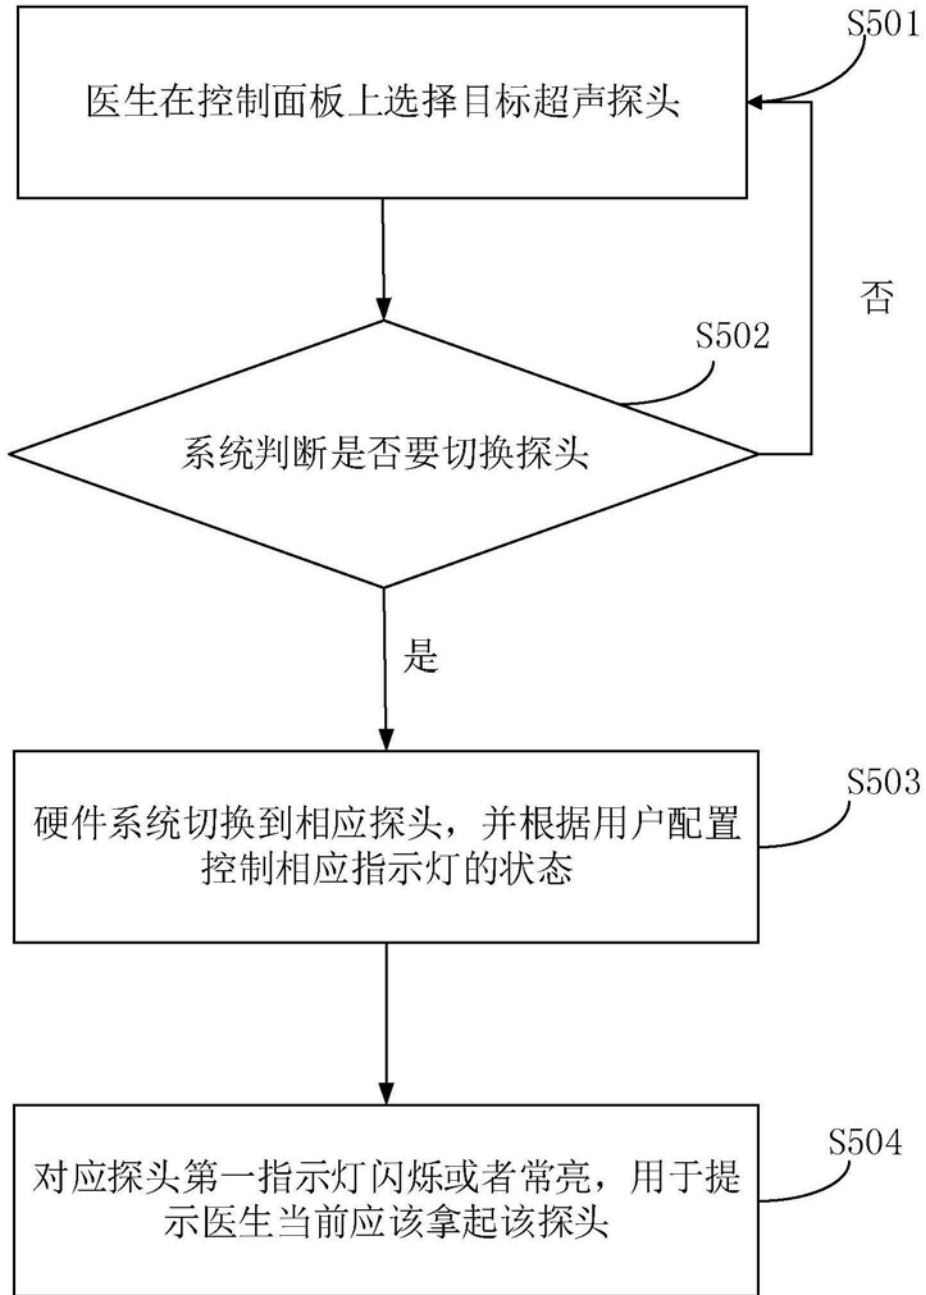 S501
医生在控制面板上选择目标超声探头
否
S502
系统判断是否要切换探头
是
S503
硬件系统切换到相应探头，并根据用户配置
控制相应指示灯的状态
S504
对应探头第一指示灯闪烁或者常亮，用于提
示医生当前应该拿起该探头